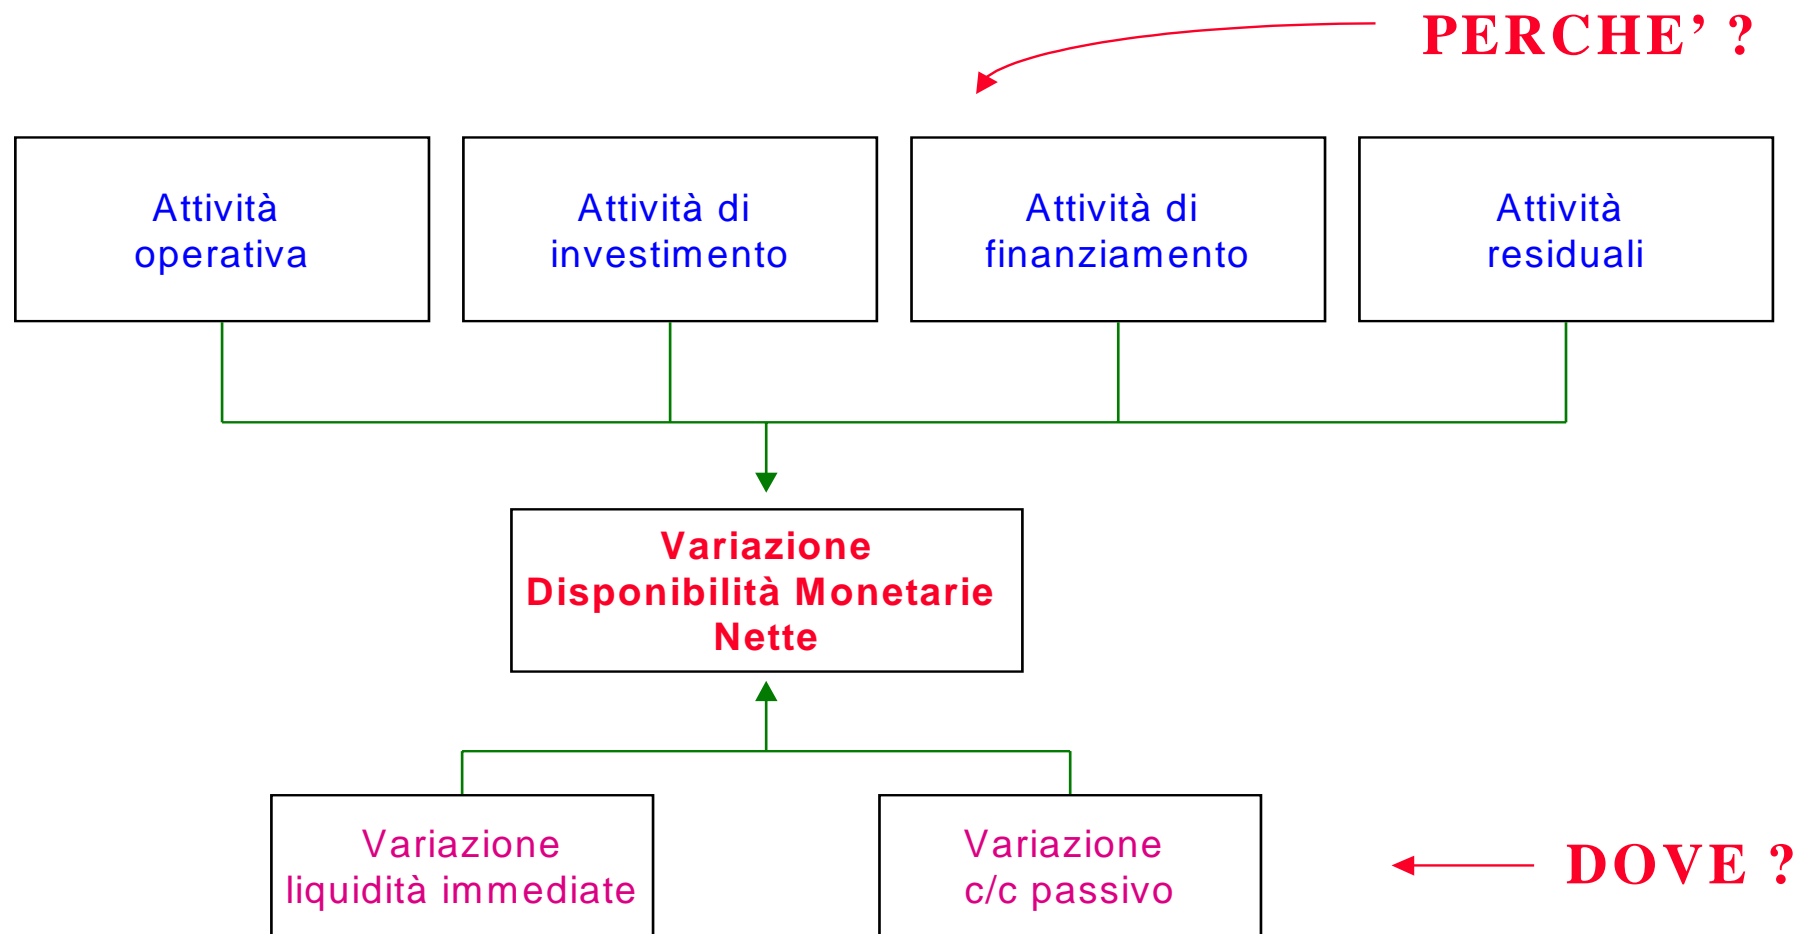 PERCHE’ ?
Attività
operativa
Attività di
investimento
Attività di
finanziamento
Attività
residuali
Variazione
Disponibilità Monetarie
Nette
Variazione
liquidità immediate
Variazione
c/c passivo
DOVE ?